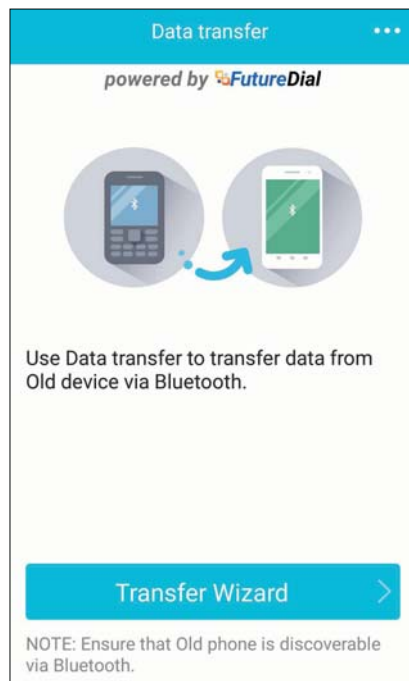 Data transfer
powered by FutureDial
Use Data transfer to transfer data from
Old device via Bluetooth.
Transfer Wizard
NOTE: Ensure that Old phone is discoverable
via Bluetooth.